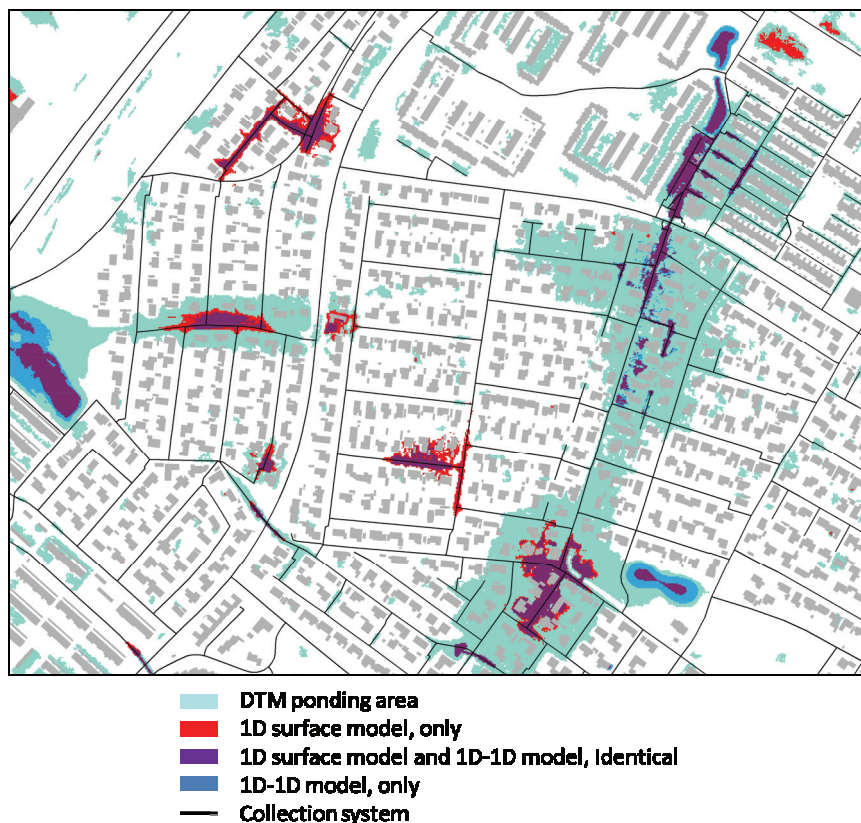 DTM ponding area
1D surface model, only
1D surface model and 1D-1D model, Identical
1D-1D model, only
Collection system